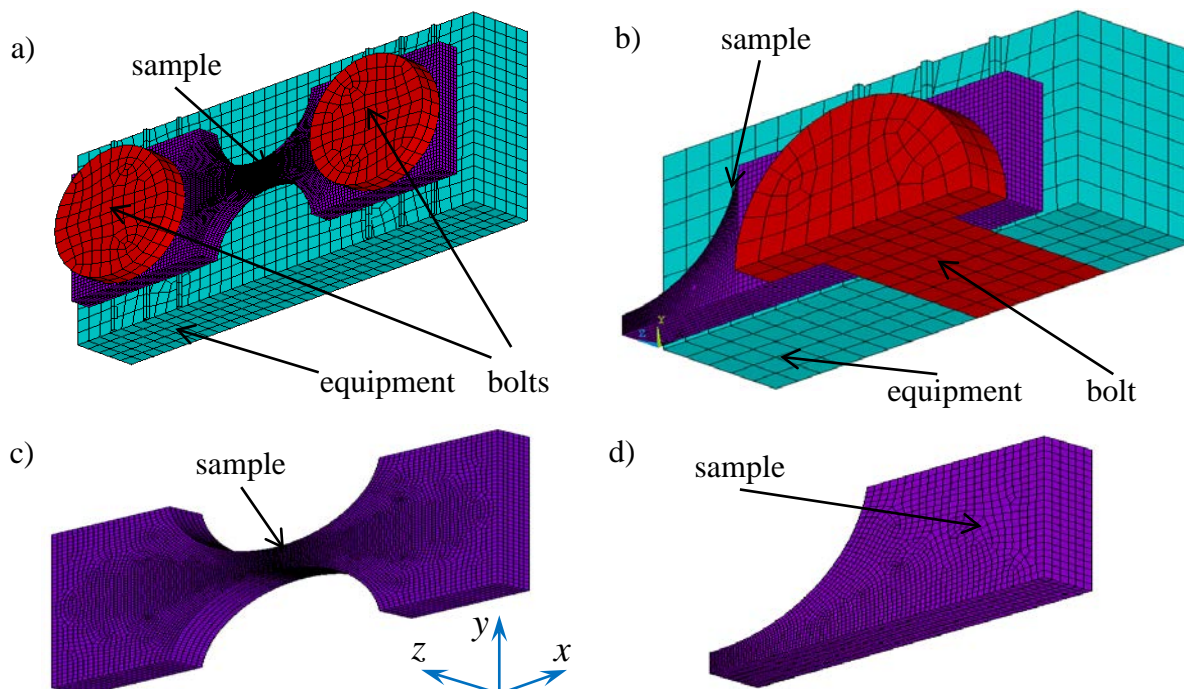 a)
sample
equipment
bolts
b)
sample
Y
Z
equipment
bolt
c)
sample
y
z
x
d)
sample